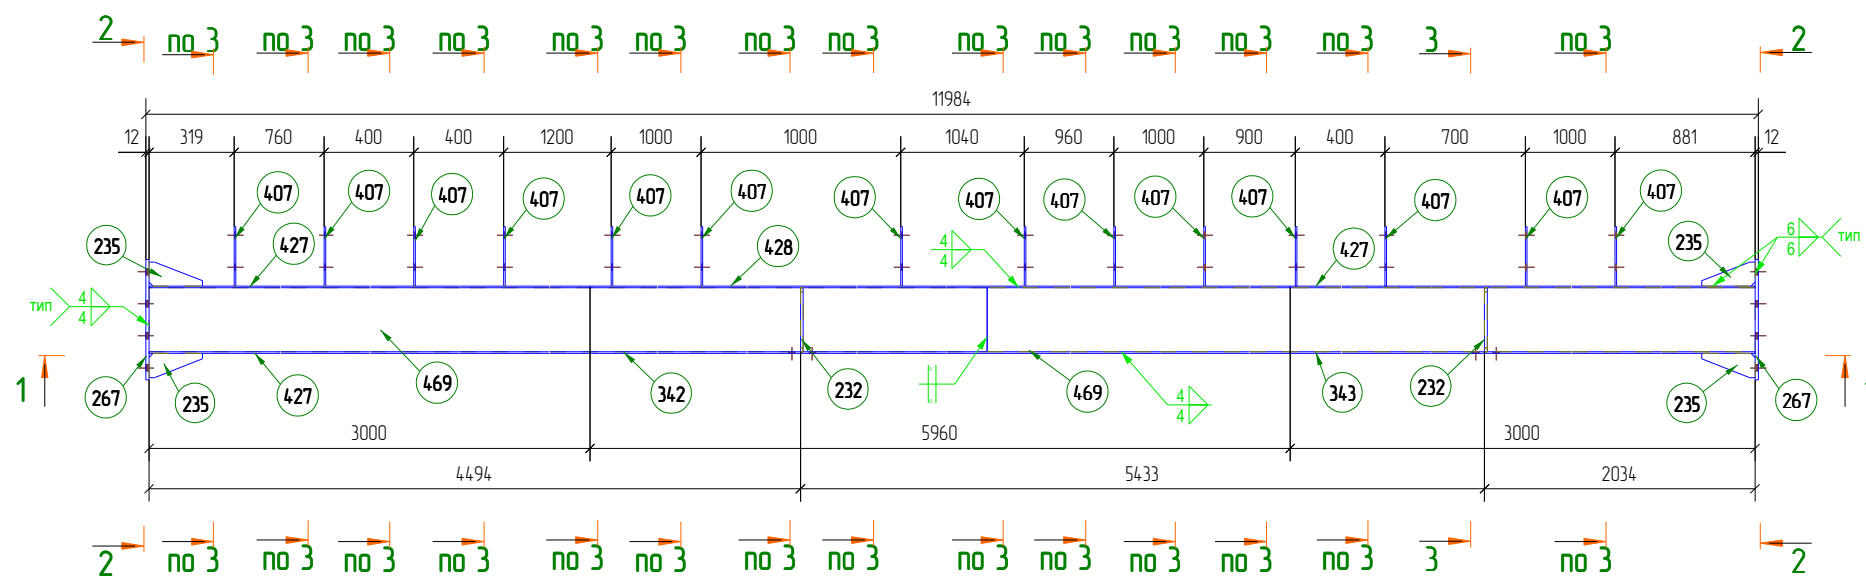 2 по 3 по 3 по 3 по 3 по 3 по 3 по 3 по 3 по 3 по 3 по 3 по 3 по 3 3 по 3 2
11984
12 319 760 400 400 1200 1000 1000 1040 960 1000 900 400 700 1000 881 12
407 407 407 407 407 407 407 407 407 407 407 407 407 407 407
235 427 428 4 427 235 6 тип
4 6
тип 4
4
1 267 235 427 469 342 232 469 4 343 232 235 267
4
3000 5960 3000
4494 5433 2034
2 по 3 по 3 по 3 по 3 по 3 по 3 по 3 по 3 по 3 по 3 по 3 по 3 по 3 3 по 3 2